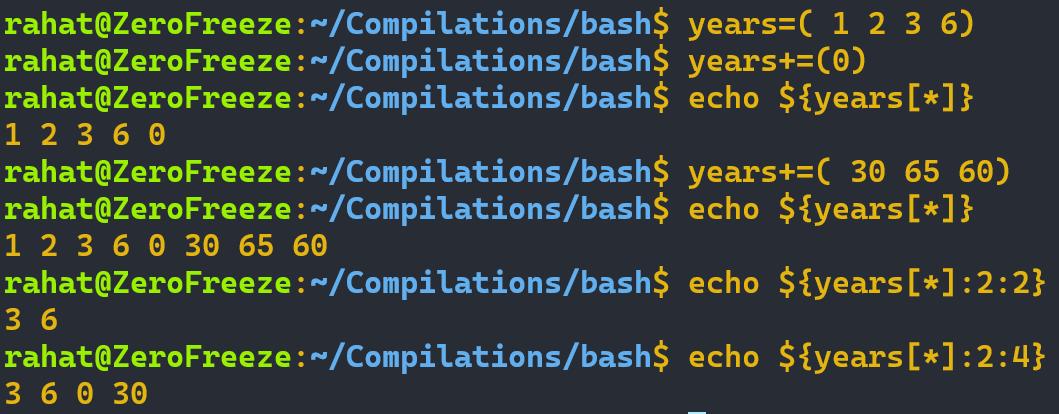 rahat@ZeroFreeze:~/Compilations/bash$ years=( 1 2 3 6)
rahat@ZeroFreeze:~/Compilations/bash$ years+=(0)
rahat@ZeroFreeze:~/Compilations/bash$ echo ${years[*]}
1 2 3 6 0
rahat@ZeroFreeze:~/Compilations/bash$ years+=( 30 65 60)
rahat@ZeroFreeze:~/Compilations/bash$ echo ${years[*]}
1 2 3 6 0 30 65 60
rahat@ZeroFreeze:~/Compilations/bash$ echo ${years[*]:2:2}
3 6
rahat@ZeroFreeze:~/Compilations/bash$ echo ${years[*]:2:4}
3 6 0 30